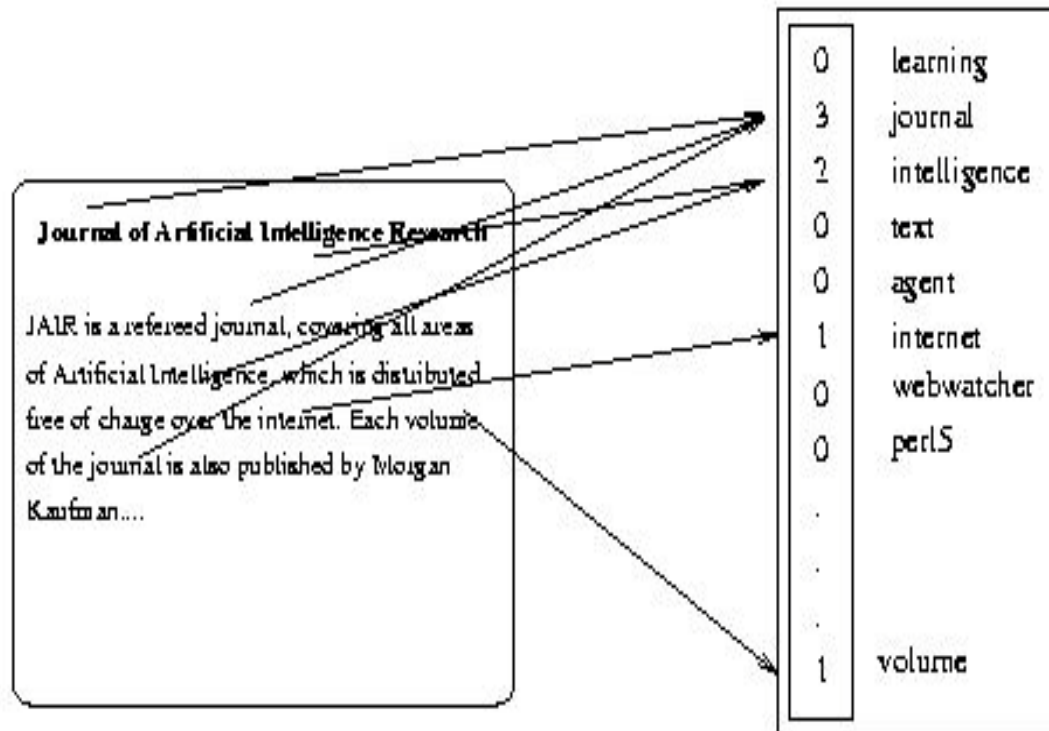 Journal of Artificial Intelligence Research
JAIR is a refereed journal, covering all areas
of Artificial Intelligence, which is distributed
free of charge over the internet. Each volume
of the journal is also published by Morgan
Kaufman....
0 learning
3 journal
2 intelligence
0 text
0 agent
1 internet
0 webwatcher
0 perl5
.
.
.
1 volume